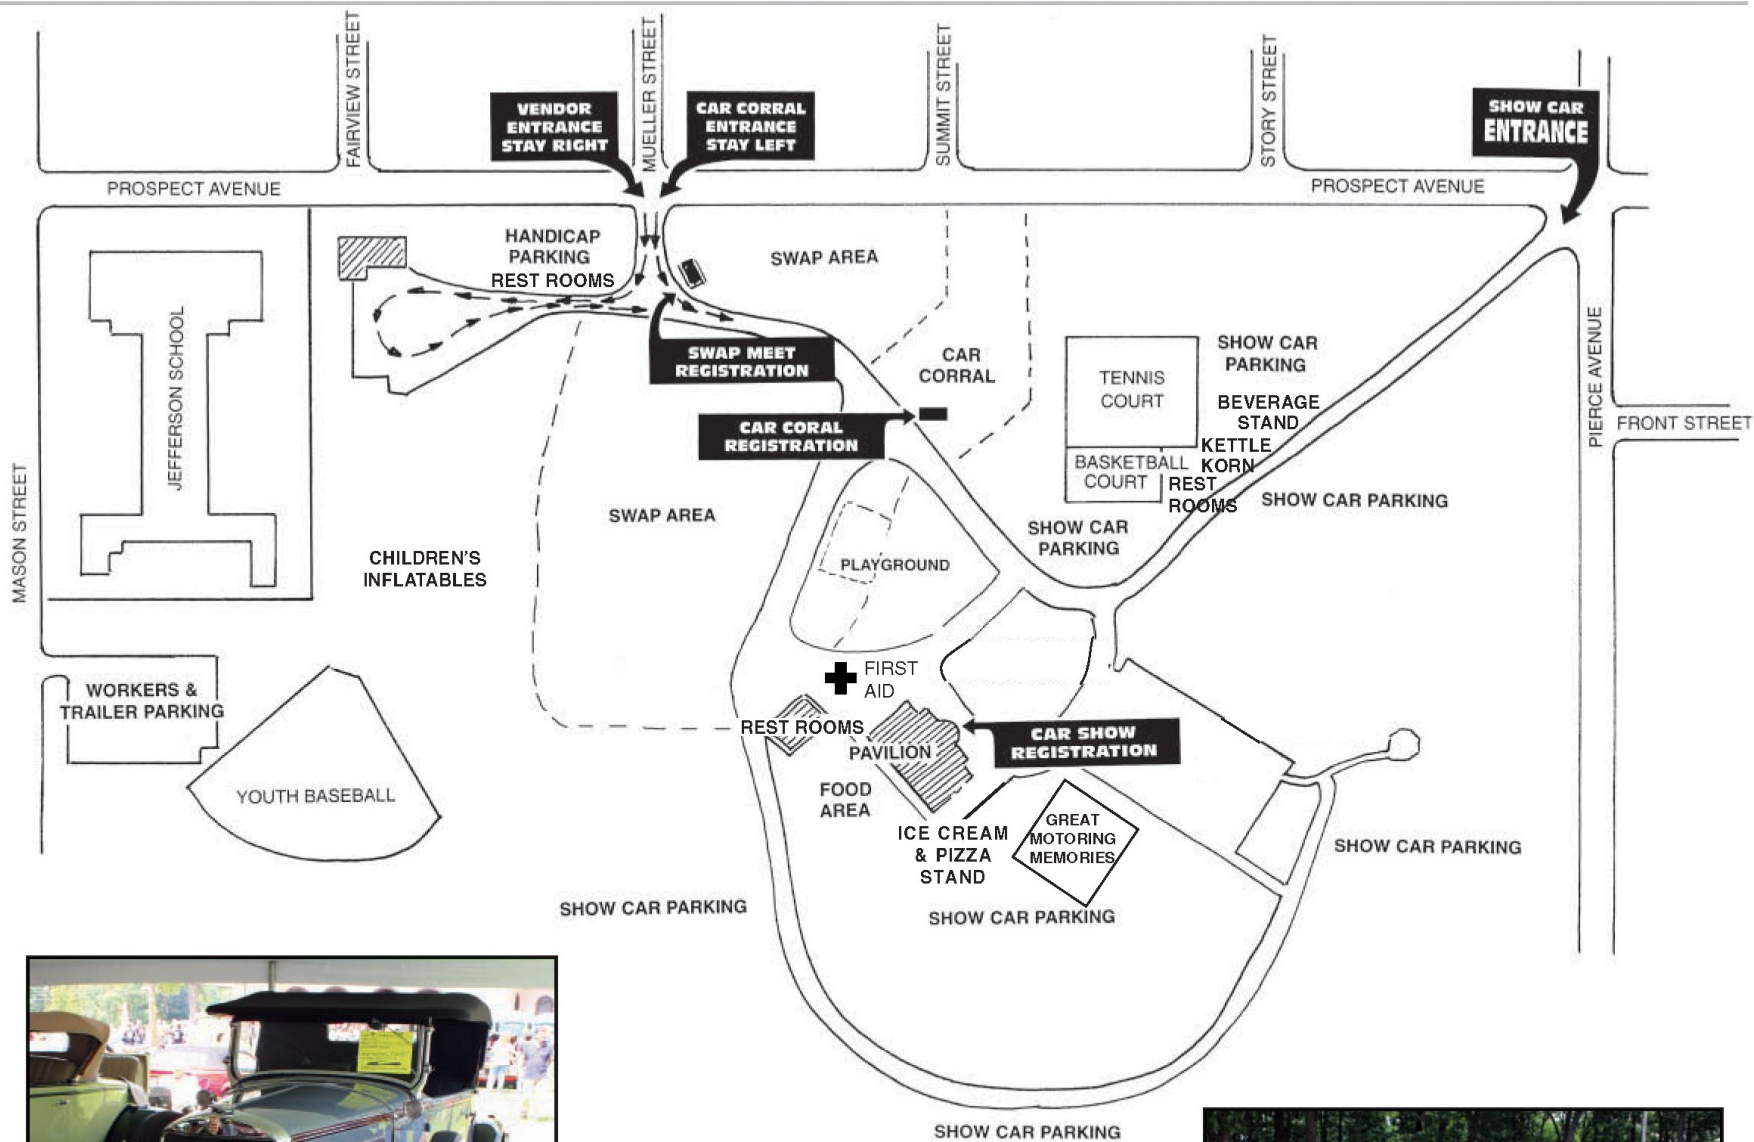 FAIRVIEW STREET
MUELLER STREET
SUMMIT STREET
STORY STREET
VENDOR
ENTRANCE
STAY RIGHT
CAR CORRAL
ENTRANCE
STAY LEFT
SHOW CAR
ENTRANCE
PROSPECT AVENUE
PROSPECT AVENUE
HANDICAP
PARKING
REST ROOMS
SWAP AREA
JEFFERSON SCHOOL
SWAP MEET
REGISTRATION
CAR
CORRAL
TENNIS
COURT
SHOW CAR
PARKING
BEVERAGE
STAND
KETTLE
KORN
REST
ROOMS
BASKETBALL
COURT
PIERCE AVENUE
FRONT STREET
CAR CORAL
REGISTRATION
MASON STREET
SWAP AREA
SHOW CAR PARKING
SHOW CAR
PARKING
CHILDREN'S
INFLATABLES
PLAYGROUND
FIRST
AID
WORKERS &
TRAILER PARKING
REST ROOMS
PAVILION
CAR SHOW
REGISTRATION
YOUTH BASEBALL
FOOD
AREA
ICE CREAM
& PIZZA
STAND
GREAT
MOTORING
MEMORIES
SHOW CAR PARKING
SHOW CAR PARKING
SHOW CAR PARKING
SHOW CAR PARKING